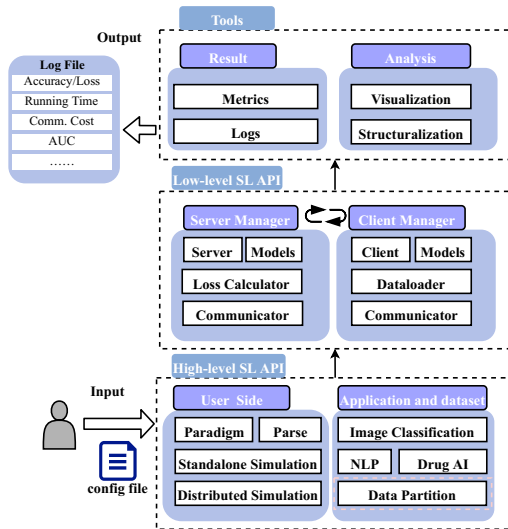 Tools
Output
Result
Analysis
Log File
Accuracy/Loss
Running Time
Comm. Cost
AUC
......
Metrics
Logs
Visualization
Structuralization
Low-level SL API
Server Manager
Client Manager
Server
Models
Client
Models
Loss Calculator
Dataloader
Communicator
Communicator
High-level SL API
Input
User Side
Application and dataset
Paradigm
Parse
Image Classification
Standalone Simulation
NLP
Drug AI
Distributed Simulation
Data Partition
config file